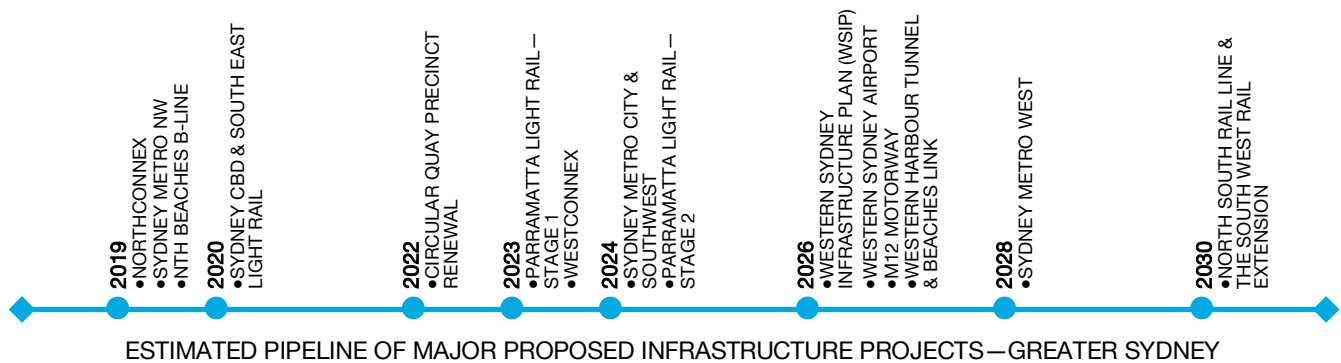 2019
•NORTHCONNEX
•SYDNEY METRO NW
•NTH BEACHES B-LINE
2020
•SYDNEY CBD & SOUTH EAST
LIGHT RAIL
2022
•CIRCULAR QUAY PRECINCT
RENEWAL
2023
•PARRAMATTA LIGHT RAIL—
STAGE 1
•WESTCONNEX
2024
•SYDNEY METRO CITY &
SOUTHWEST
•PARRAMATTA LIGHT RAIL—
STAGE 2
2026
•WESTERN SYDNEY
INFRASTRUCTURE PLAN (WSIP)
•WESTERN SYDNEY AIRPORT
•M12 MOTORWAY
•WESTERN HARBOUR TUNNEL
& BEACHES LINK
2028
•SYDNEY METRO WEST
2030
•NORTH SOUTH RAIL LINE &
THE SOUTH WEST RAIL
EXTENSION
ESTIMATED PIPELINE OF MAJOR PROPOSED INFRASTRUCTURE PROJECTS—GREATER SYDNEY